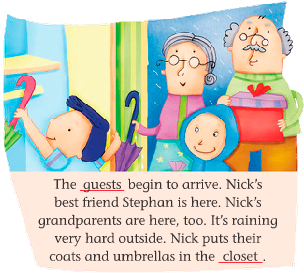 The guests begin to arrive. Nick's
best friend Stephan is here. Nick's
grandparents are here, too. It's raining
very hard outside. Nick puts their
coats and umbrellas in the closet.